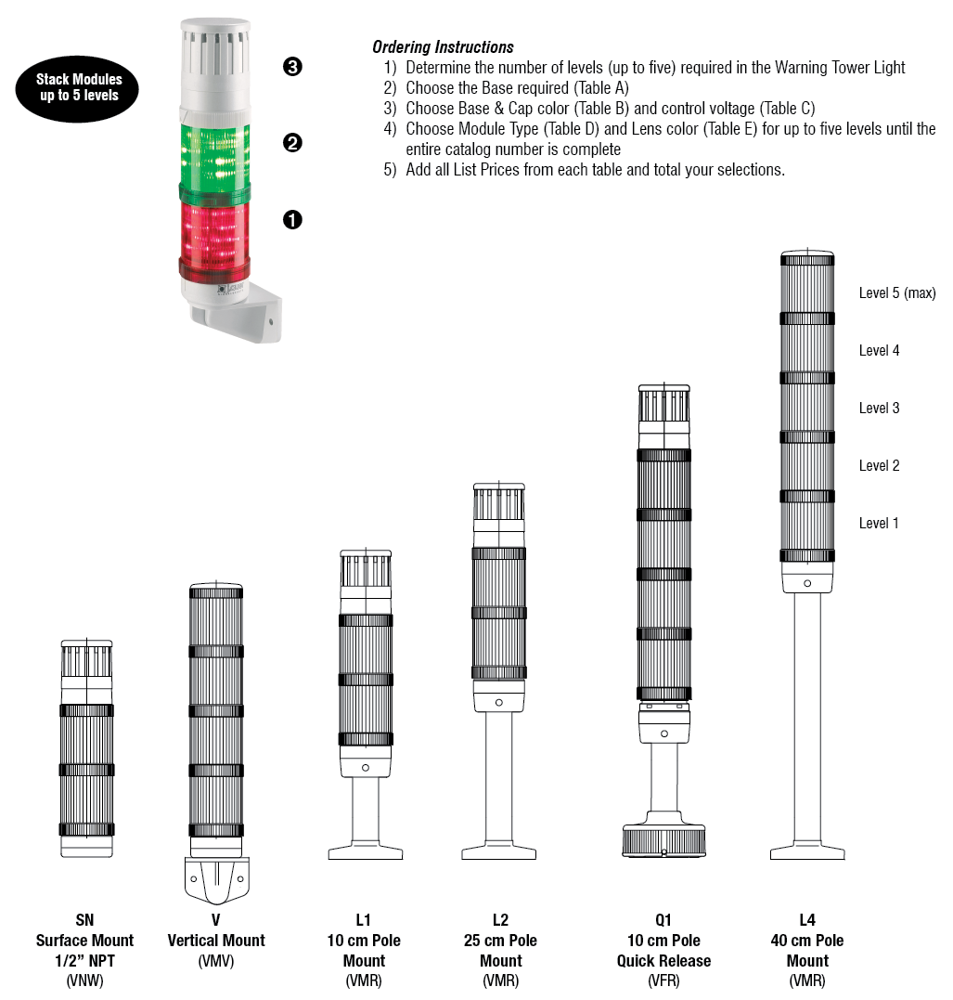 Stack Modules
up to 5 levels
❸
❷
❶
Ordering Instructions
1) Determine the number of levels (up to five) required in the Warning Tower Light
2) Choose the Base required (Table A)
3) Choose Base & Cap color (Table B) and control voltage (Table C)
4) Choose Module Type (Table D) and Lens color (Table E) for up to five levels until the
entire catalog number is complete
5) Add all List Prices from each table and total your selections.
Level 5 (max)
Level 4
Level 3
Level 2
Level 1
SN
Surface Mount
1/2” NPT
(VNW)
V
Vertical Mount
(VMV)
L1
10 cm Pole
Mount
(VMR)
L2
25 cm Pole
Mount
(VMR)
Q1
10 cm Pole
Quick Release
(VFR)
L4
40 cm Pole
Mount
(VMR)